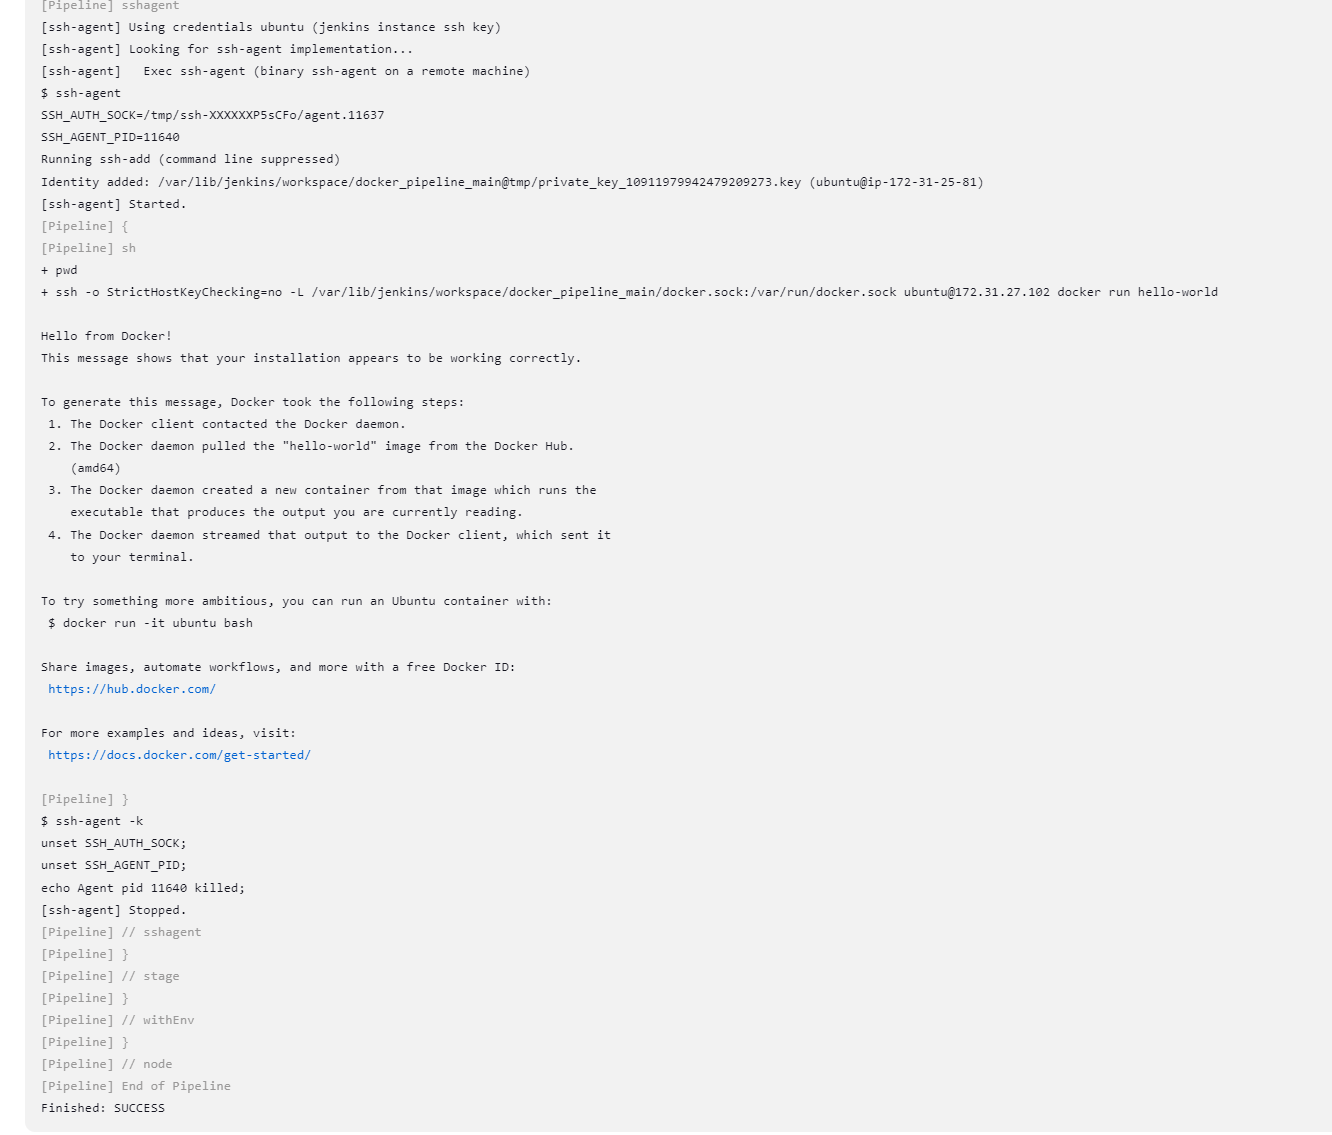 [Pipeline] sshagent
[ssh-agent] Using credentials ubuntu (jenkins instance ssh key)
[ssh-agent] Looking for ssh-agent implementation...
[ssh-agent]   Exec ssh-agent (binary ssh-agent on a remote machine)
$ ssh-agent
SSH_AUTH_SOCK=/tmp/ssh-XXXXXXP5sCFo/agent.11637
SSH_AGENT_PID=11640
Running ssh-add (command line suppressed)
Identity added: /var/lib/jenkins/workspace/docker_pipeline_main@tmp/private_key_10911979942479209273.key (ubuntu@ip-172-31-25-81)
[ssh-agent] Started.
[Pipeline] {
[Pipeline] sh
+ pwd
+ ssh -o StrictHostKeyChecking=no -L /var/lib/jenkins/workspace/docker_pipeline_main/docker.sock:/var/run/docker.sock ubuntu@172.31.27.102 docker run hello-world

Hello from Docker!
This message shows that your installation appears to be working correctly.

To generate this message, Docker took the following steps:
 1. The Docker client contacted the Docker daemon.
 2. The Docker daemon pulled the "hello-world" image from the Docker Hub.
    (amd64)
 3. The Docker daemon created a new container from that image which runs the
    executable that produces the output you are currently reading.
 4. The Docker daemon streamed that output to the Docker client, which sent it
    to your terminal.

To try something more ambitious, you can run an Ubuntu container with:
 $ docker run -it ubuntu bash

Share images, automate workflows, and more with a free Docker ID:
 https://hub.docker.com/

For more examples and ideas, visit:
 https://docs.docker.com/get-started/

[Pipeline] }
$ ssh-agent -k
unset SSH_AUTH_SOCK;
unset SSH_AGENT_PID;
echo Agent pid 11640 killed;
[ssh-agent] Stopped.
[Pipeline] // sshagent
[Pipeline] }
[Pipeline] // stage
[Pipeline] }
[Pipeline] // withEnv
[Pipeline] }
[Pipeline] // node
[Pipeline] End of Pipeline
Finished: SUCCESS